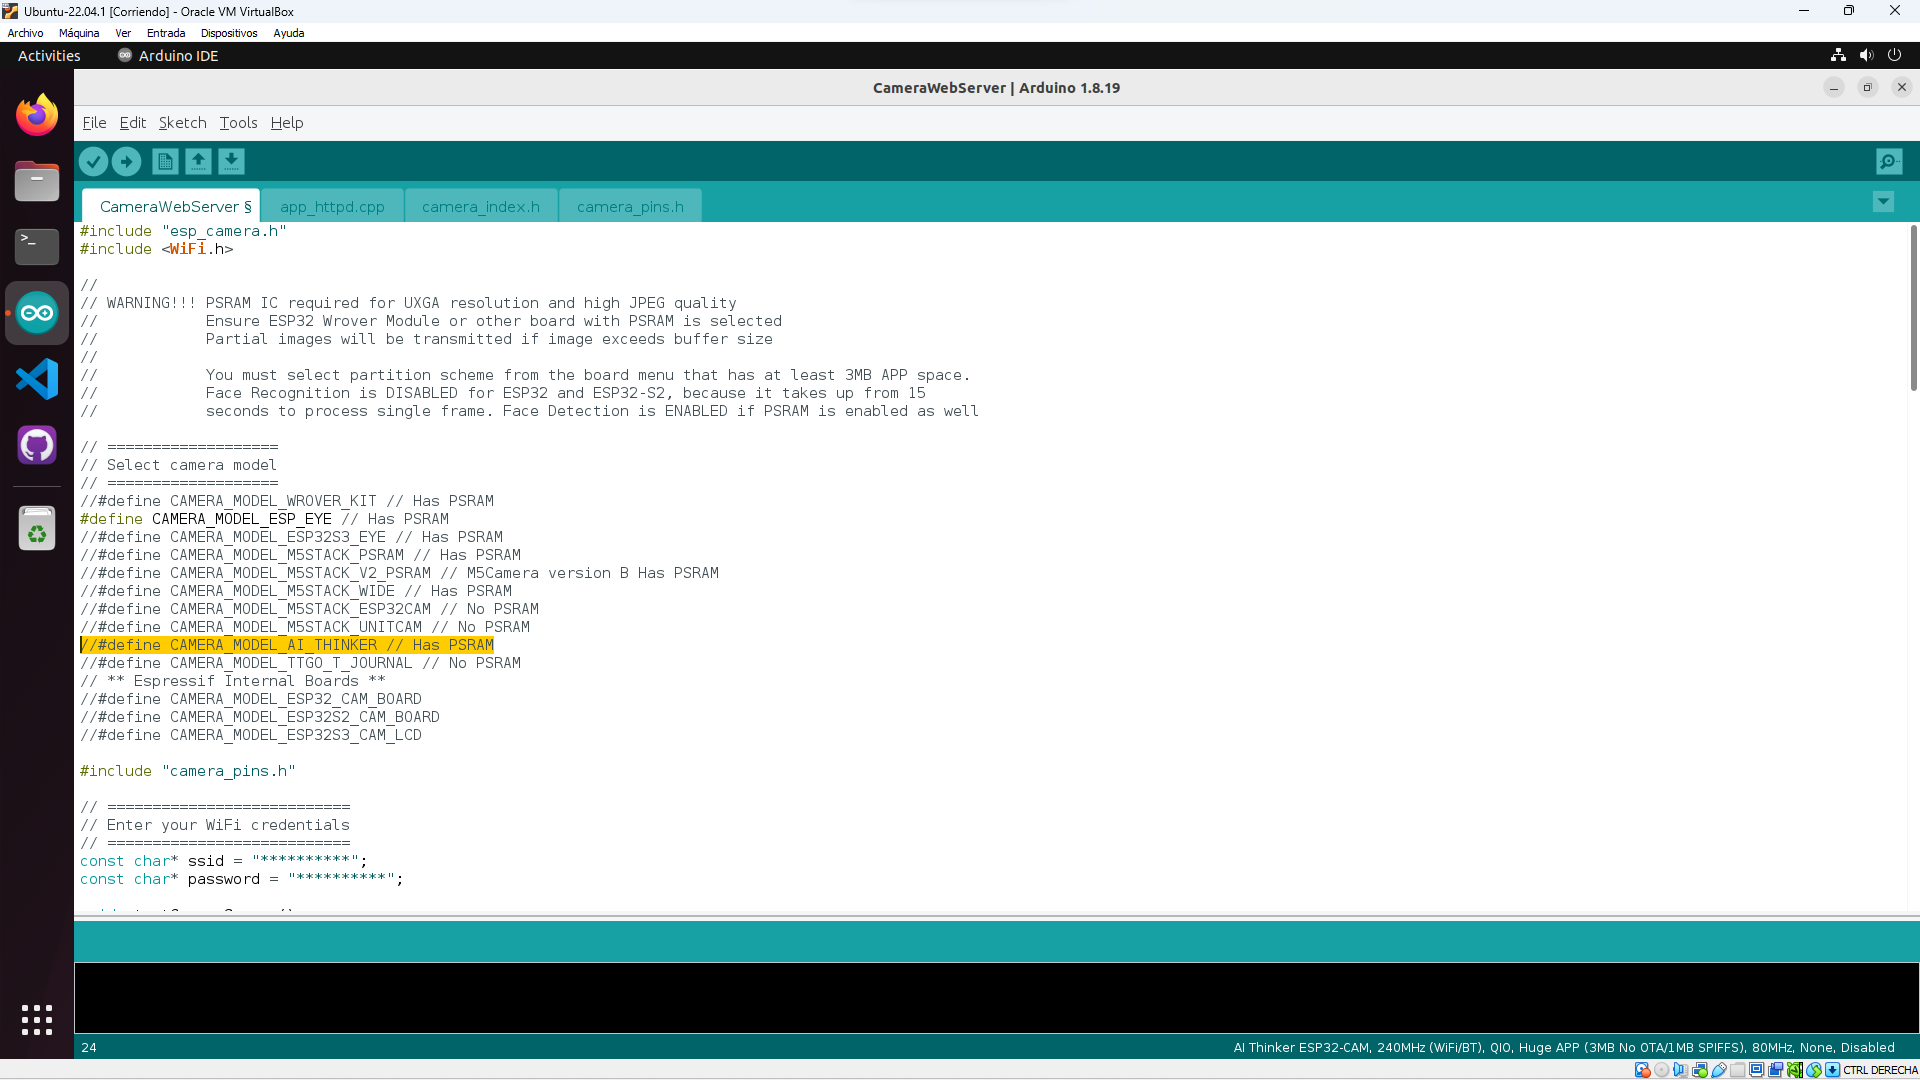 Ubuntu-22.04.1 [Corriendo] - Oracle VM VirtualBox
Archivo Máquina Ver Entrada Dispositivos Ayuda
Activities Arduino IDE
CameraWebServer | Arduino 1.8.19
File Edit Sketch Tools Help
CameraWebServer § app_httpd.cpp camera_index.h camera_pins.h
#include "esp_camera.h"
#include <WiFi.h>
//
// WARNING!!! PSRAM IC required for UXGA resolution and high JPEG quality
//            Ensure ESP32 Wrover Module or other board with PSRAM is selected
//            Partial images will be transmitted if image exceeds buffer size
//
//            You must select partition scheme from the board menu that has at least 3MB APP space.
//            Face Recognition is DISABLED for ESP32 and ESP32-S2, because it takes up from 15
//            seconds to process single frame. Face Detection is ENABLED if PSRAM is enabled as well
// ===================
// Select camera model
// ===================
//#define CAMERA_MODEL_WROVER_KIT // Has PSRAM
#define CAMERA_MODEL_ESP_EYE // Has PSRAM
//#define CAMERA_MODEL_ESP32S3_EYE // Has PSRAM
//#define CAMERA_MODEL_M5STACK_PSRAM // Has PSRAM
//#define CAMERA_MODEL_M5STACK_V2_PSRAM // M5Camera version B Has PSRAM
//#define CAMERA_MODEL_M5STACK_WIDE // Has PSRAM
//#define CAMERA_MODEL_M5STACK_ESP32CAM // No PSRAM
//#define CAMERA_MODEL_M5STACK_UNITCAM // No PSRAM
//#define CAMERA_MODEL_AI_THINKER // Has PSRAM
//#define CAMERA_MODEL_TTGO_T_JOURNAL // No PSRAM
// ** Espressif Internal Boards **
//#define CAMERA_MODEL_ESP32_CAM_BOARD
//#define CAMERA_MODEL_ESP32S2_CAM_BOARD
//#define CAMERA_MODEL_ESP32S3_CAM_LCD
#include "camera_pins.h"
// ===========================
// Enter your WiFi credentials
// ===========================
const char* ssid = "**********";
const char* password = "**********";
24
AI Thinker ESP32-CAM, 240MHz (WiFi/BT), QIO, Huge APP (3MB No OTA/1MB SPIFFS), 80MHz, None, Disabled
CTRL DERECHA